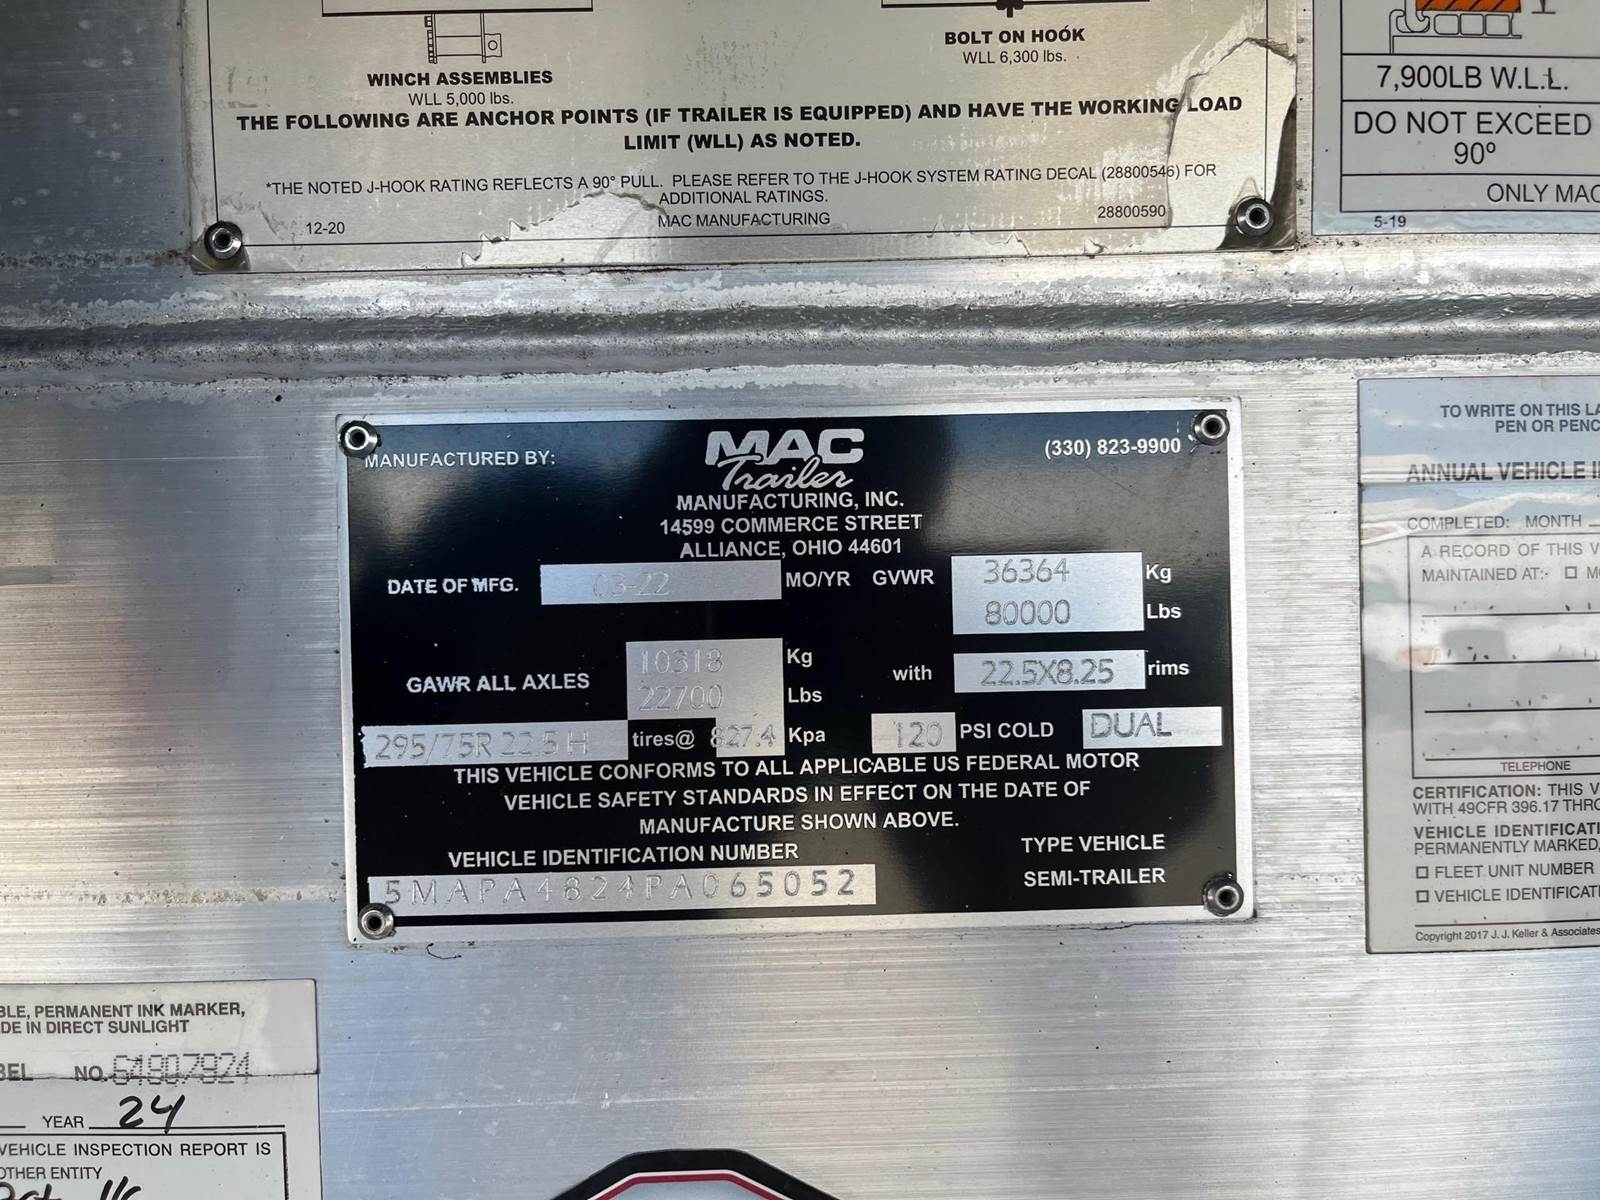 WINCH ASSEMBLIES
WLL 5,000 lbs.
BOLT ON HOOK
WLL 6,300 lbs.
THE FOLLOWING ARE ANCHOR POINTS (IF TRAILER IS EQUIPPED) AND HAVE THE WORKING LOAD
LIMIT (WLL) AS NOTED.
*THE NOTED J-HOOK RATING REFLECTS A 90° PULL. PLEASE REFER TO THE J-HOOK SYSTEM RATING DECAL (28800546) FOR
ADDITIONAL RATINGS.
12-20
MAC MANUFACTURING
28800590
7,900LB W.L.L.
DO NOT EXCEED
90°
ONLY MAC
5-19
MANUFACTURED BY:
MAC
Trailer
(330) 823-9900
MANUFACTURING, INC.
14599 COMMERCE STREET
ALLIANCE, OHIO 44601
DATE OF MFG. 03-22 MO/YR GVWR 36364 Kg
80000 Lbs
GAWR ALL AXLES 10318 Kg
22700 Lbs
with 22.5X8.25 rims
295/75R 22.5 H tires@ 827.4 Kpa 120 PSI COLD DUAL
THIS VEHICLE CONFORMS TO ALL APPLICABLE US FEDERAL MOTOR
VEHICLE SAFETY STANDARDS IN EFFECT ON THE DATE OF
MANUFACTURE SHOWN ABOVE.
VEHICLE IDENTIFICATION NUMBER
5MAPA4824PA065052
TYPE VEHICLE
SEMI-TRAILER
TO WRITE ON THIS LA
PEN OR PENC
ANNUAL VEHICLE I
COMPLETED: MONTH
A RECORD OF THIS V
MAINTAINED AT:- ☐ M
TELEPHONE
CERTIFICATION: THIS V
WITH 49CFR 396.17 THRO
VEHICLE IDENTIFICATI
PERMANENTLY MARKED,
☐ FLEET UNIT NUMBER
☐ VEHICLE IDENTIFICATI
Copyright 2017 J. J. Keller & Associates
BLE, PERMANENT INK MARKER,
DE IN DIRECT SUNLIGHT
BEL NO. 64907924
YEAR 24
VEHICLE INSPECTION REPORT IS
OTHER ENTITY